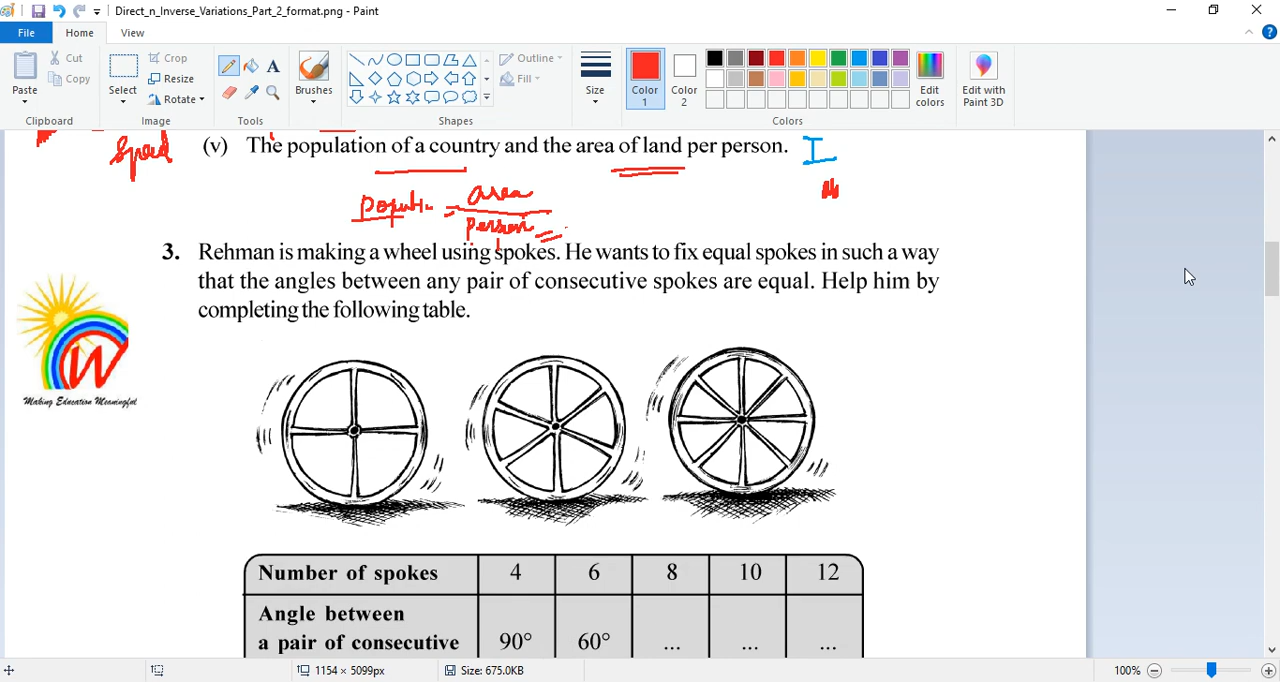 Direct_n_Inverse_Variations_Part_2_format.png - Paint
File Home View
Paste
Cut
Copy
Clipboard
Select
Crop
Resize
Rotate
Image
A
Tools
Brushes
Outline
Fill
Shapes
Size
Color 1
Color 2
Edit colors
Colors
Edit with Paint 3D
Speed
(v) The population of a country and the area of land per person. I
area
person
3. Rehman is making a wheel using spokes. He wants to fix equal spokes in such a way
that the angles between any pair of consecutive spokes are equal. Help him by
completing the following table.
Making Education Meaningful
Number of spokes 4 6 8 10 12
Angle between
a pair of consecutive 90° 60° ... ... ...
1154 × 5099px Size: 675.0KB 100%